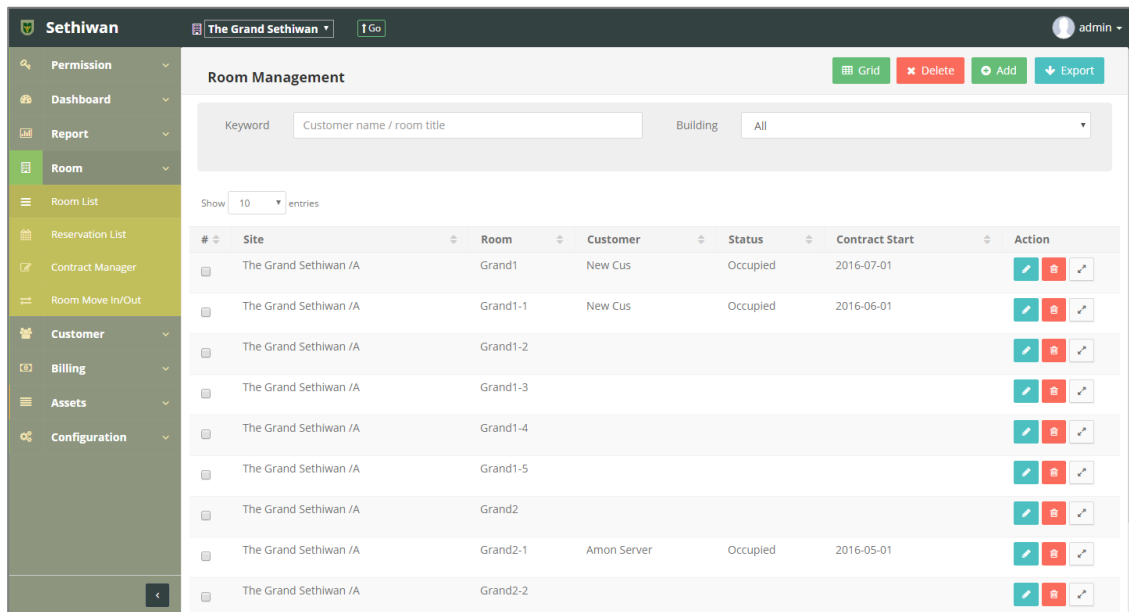 Sethiwan
The Grand Sethiwan
Go
admin
Permission
Dashboard
Report
Room
Room List
Reservation List
Contract Manager
Room Move In/Out
Customer
Billing
Assets
Configuration
Room Management
Grid
Delete
Add
Export
Keyword Customer name / room title Building All
Show 10 entries
# Site Room Customer Status Contract Start Action
The Grand Sethiwan /A Grand1 New Cus Occupied 2016-07-01
The Grand Sethiwan /A Grand1-1 New Cus Occupied 2016-06-01
The Grand Sethiwan /A Grand1-2
The Grand Sethiwan /A Grand1-3
The Grand Sethiwan /A Grand1-4
The Grand Sethiwan /A Grand1-5
The Grand Sethiwan /A Grand2
The Grand Sethiwan /A Grand2-1 Amon Server Occupied 2016-05-01
The Grand Sethiwan /A Grand2-2